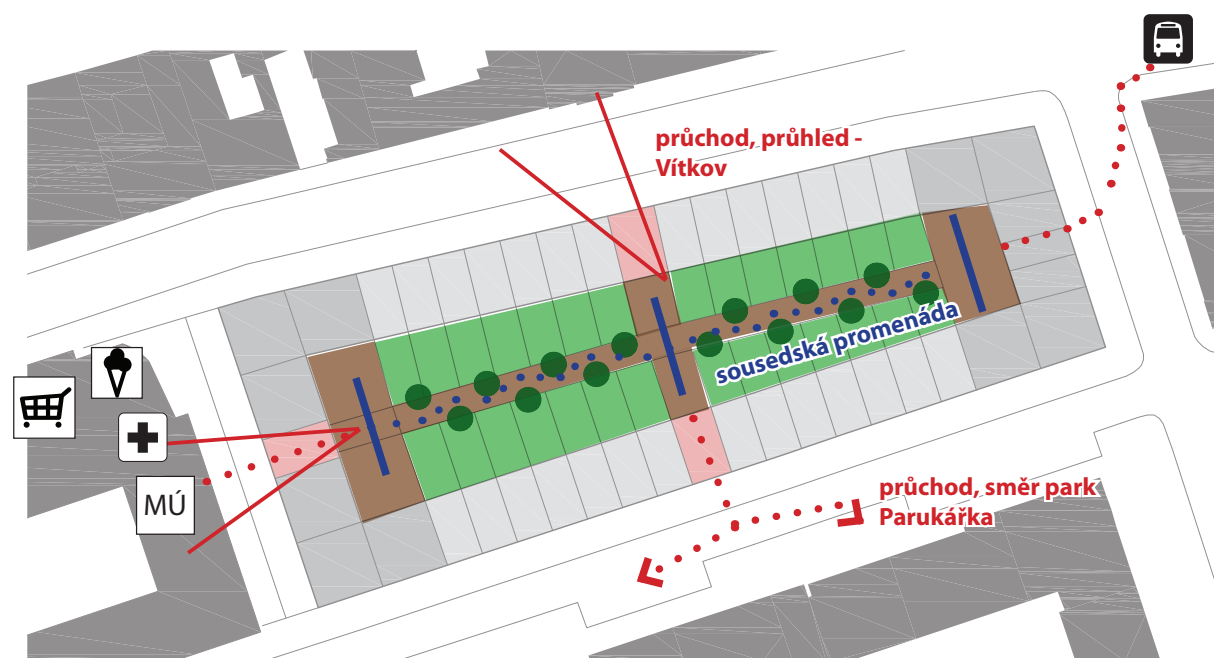 průchod, průhled -
Vítkov
sousedská promenáda
MÚ
průchod, směr park
Parukářka